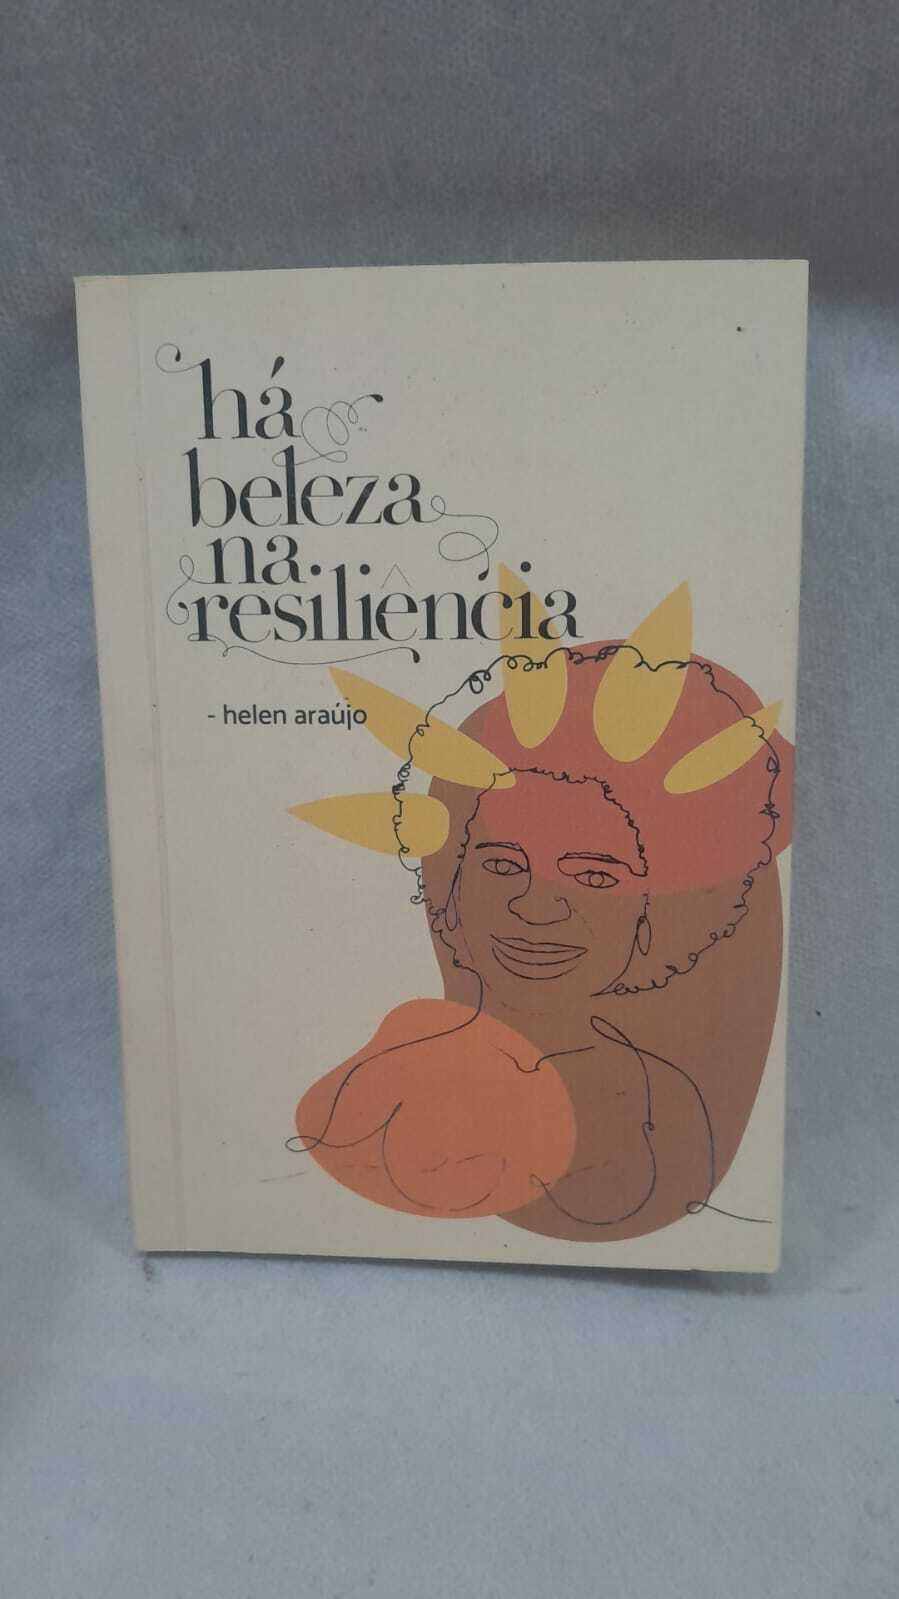 há
beleza
na
resiliência
- helen araújo